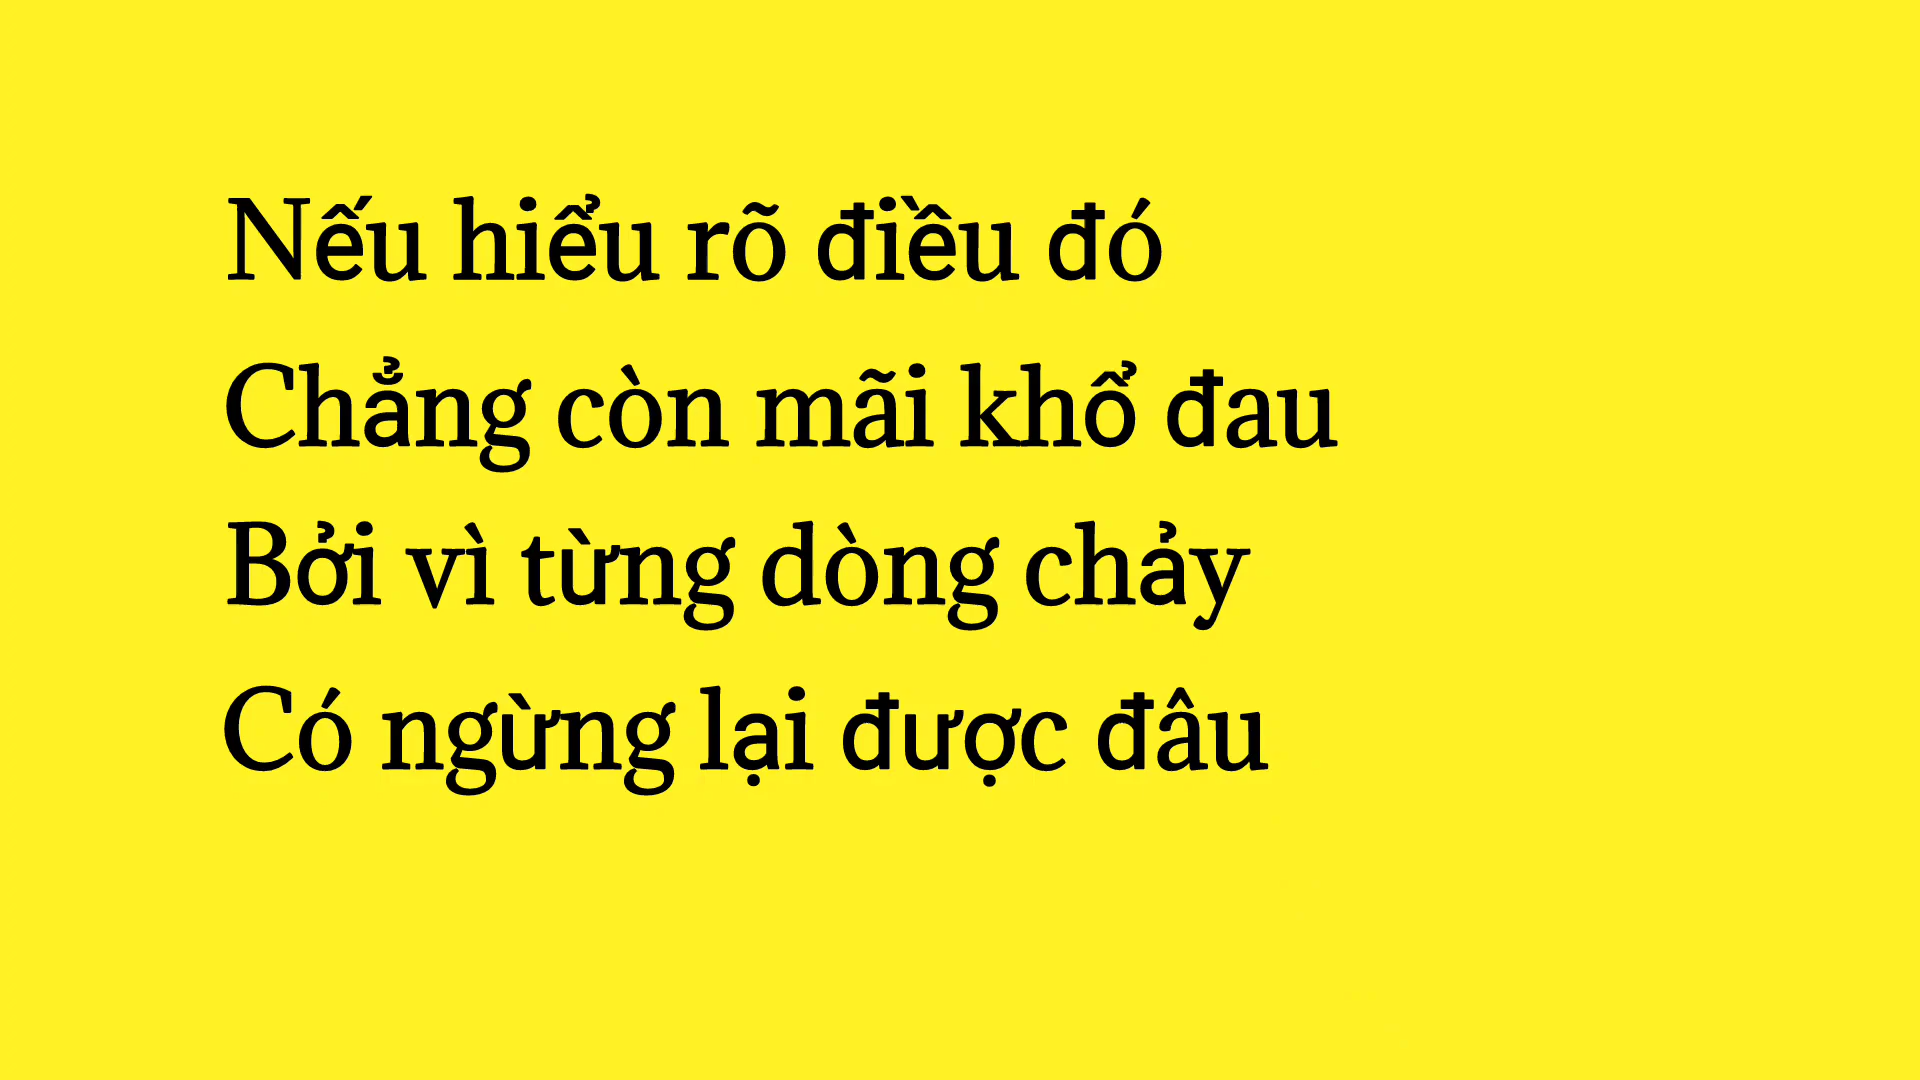 Nếu hiểu rõ điều đó
Chẳng còn mãi khổ đau
Bởi vì từng dòng chảy
Có ngừng lại được đâu